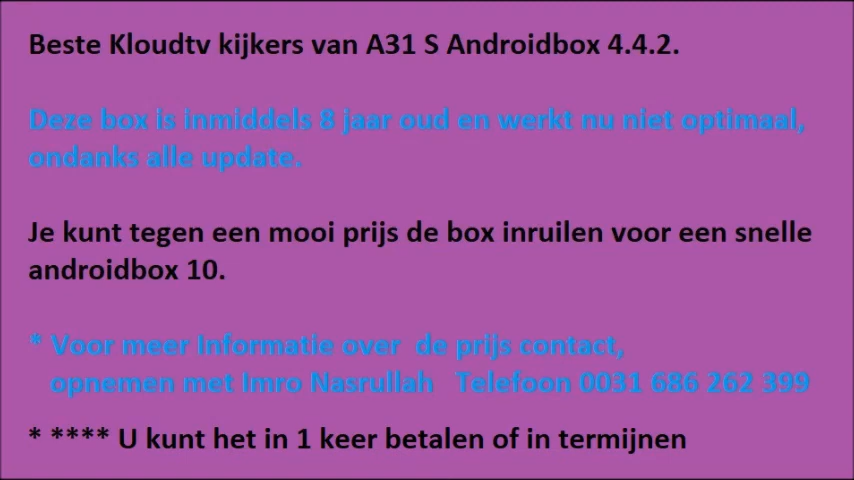 Beste Kloudtv kijkers van A31 S Androidbox 4.4.2.
Deze box is inmiddels 8 jaar oud en werkt nu niet optimaal,
ondanks alle update.
Je kunt tegen een mooi prijs de box inruilen voor een snelle
androidbox 10.
* Voor meer Informatie over de prijs contact,
opnemen met Imro Nasrullah Telefoon 0031 686 262 399
* **** U kunt het in 1 keer betalen of in termijnen